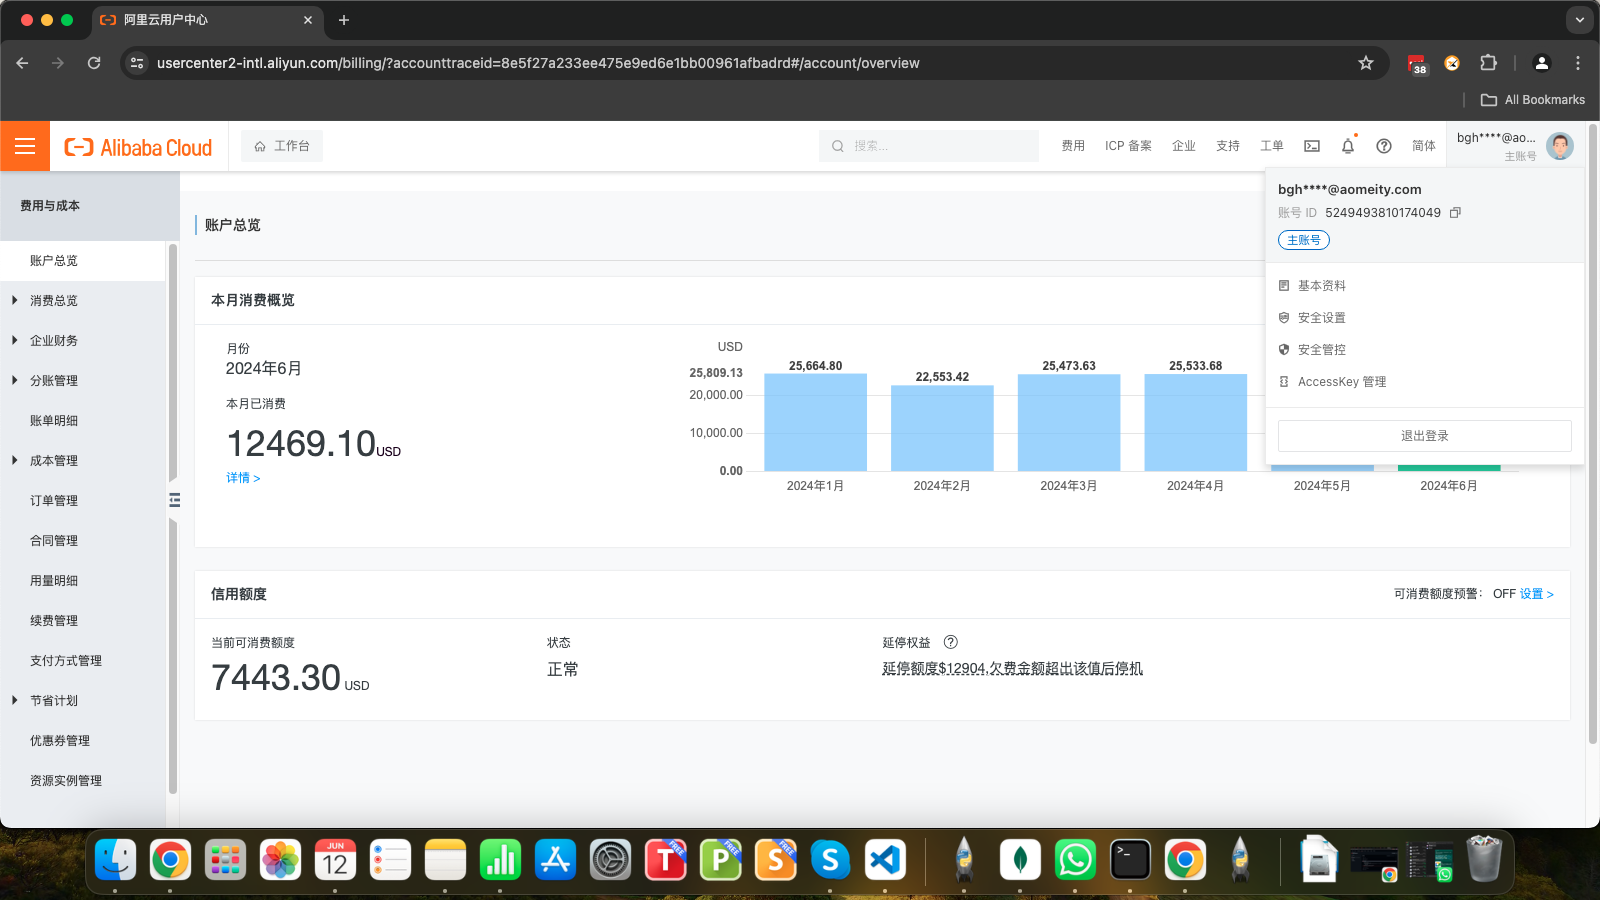 阿里云用户中心
usercenter2-intl.aliyun.com/billing/?accounttraceid=8e5f27a233ee475e9ed6e1bb00961afbadrd#/account/overview
38
All Bookmarks
Alibaba Cloud
工作台
搜索...
费用
ICP 备案
企业
支持
工单
简体
bgh****@ao...
主账号
bgh****@aomeity.com
账号 ID 5249493810174049
主账号
基本资料
安全设置
安全管控
AccessKey 管理
退出登录
费用与成本
账户总览
消费总览
企业财务
分账管理
账单明细
成本管理
订单管理
合同管理
用量明细
续费管理
支付方式管理
节省计划
优惠券管理
资源实例管理
账户总览
本月消费概览
月份
2024年6月
本月已消费
12469.10USD
详情 >
USD
25,809.13
20,000.00
10,000.00
0.00
25,664.80
22,553.42
25,473.63
25,533.68
2024年1月
2024年2月
2024年3月
2024年4月
2024年5月
2024年6月
信用额度
可消费额度预警： OFF 设置 >
当前可消费额度
7443.30 USD
状态
正常
延停权益
延停额度$12904,欠费金额超出该值后停机
JUN
12
T
FREE
P
FREE
S
FREE
S
>_